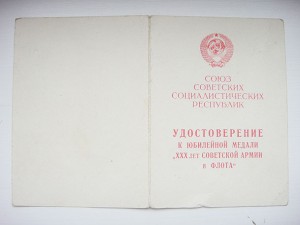 СОЮЗ
СОВЕТСКИХ
СОЦИАЛИСТИЧЕСКИХ
РЕСПУБЛИК
УДОСТОВЕРЕНИЕ
К ЮБИЛЕЙНОЙ МЕДАЛИ
„XXX ЛЕТ СОВЕТСКОЙ АРМИИ
и ФЛОТА“